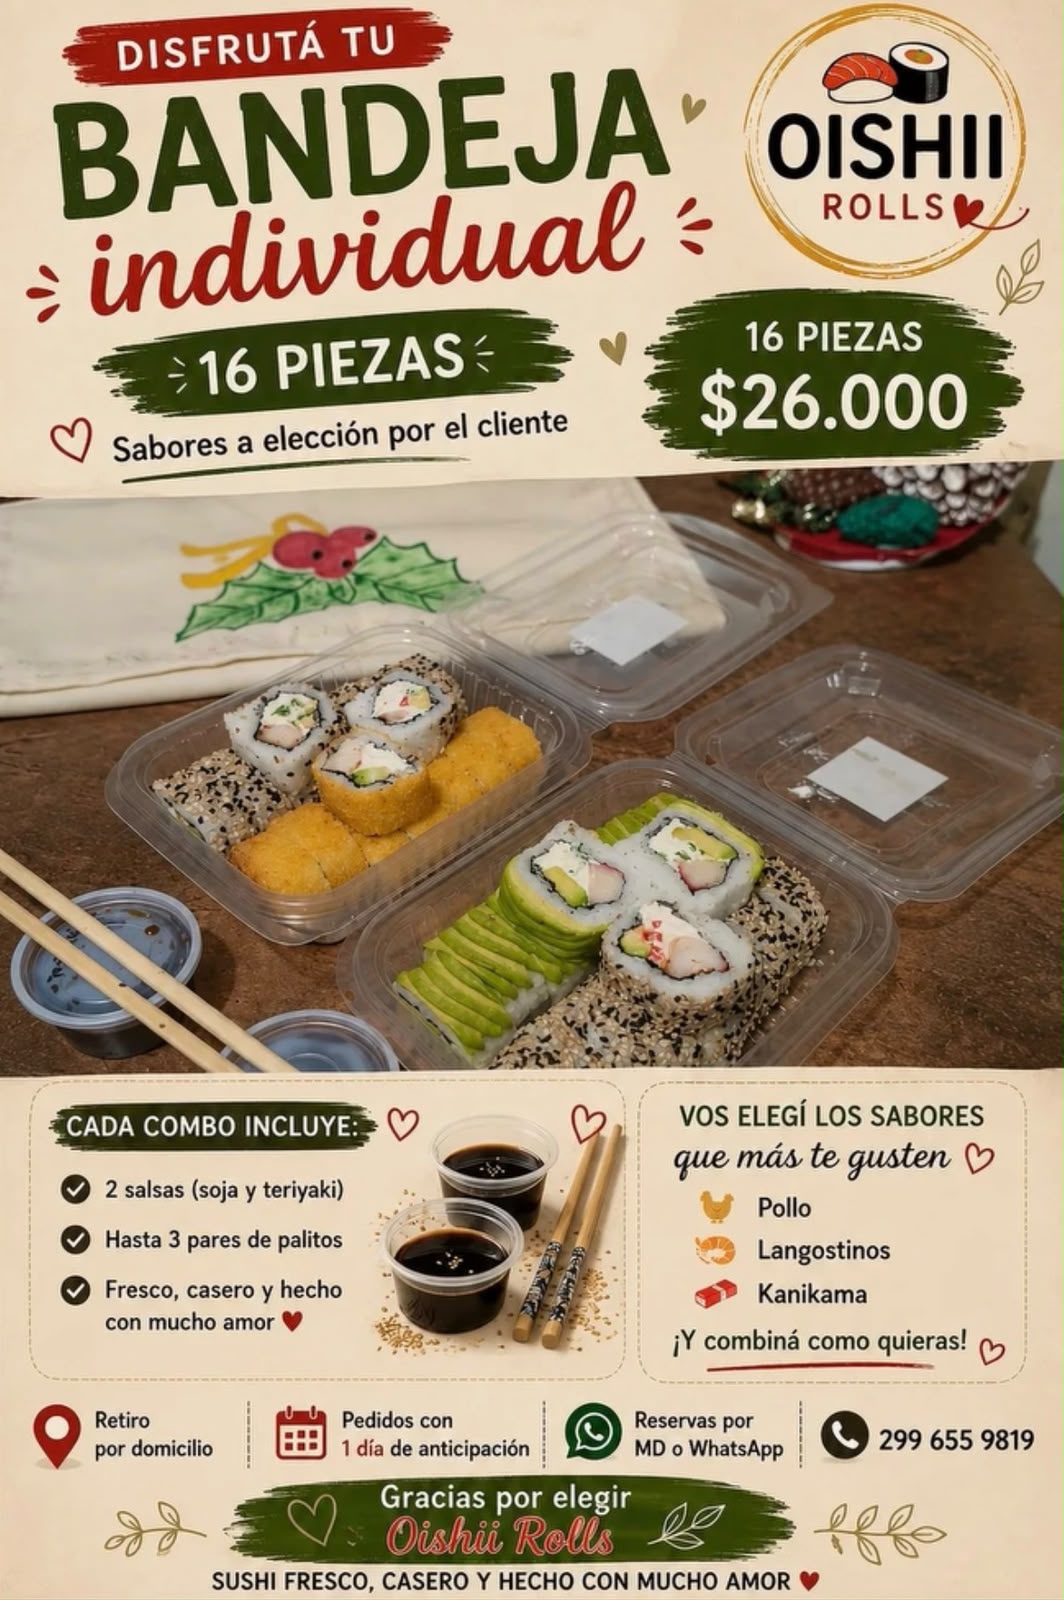 DISFRUTÁ TU
BANDEJA
individual
16 PIEZAS
Sabores a elección por el cliente
OISHII
ROLLS
16 PIEZAS
$26.000
CADA COMBO INCLUYE:
2 salsas (soja y teriyaki)
Hasta 3 pares de palitos
Fresco, casero y hecho
con mucho amor
VOS ELEGÍ LOS SABORES
que más te gusten
Pollo
Langostinos
Kanikama
¡Y combiná como quieras!
Retiro
por domicilio
Pedidos con
1 día de anticipación
Reservas por
MD o WhatsApp
299 655 9819
Gracias por elegir
Oishii Rolls
SUSHI FRESCO, CASERO Y HECHO CON MUCHO AMOR